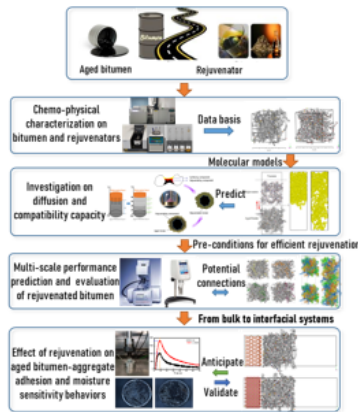 Bitumen
Aged bitumen
Rejuvenator
Chemo-physical
characterization on
bitumen and rejuvenators
Data basis
Molecular models
Investigation on
diffusion and
compatibility capacity
Predict
Pre-conditions for efficient rejuvenation
Multi-scale performance
prediction and evaluation
of rejuvenated bitumen
Potential
connections
From bulk to interfacial systems
Effect of rejuvenation on
aged bitumen-aggregate
adhesion and moisture
sensitivity behaviors
Anticipate
Validate